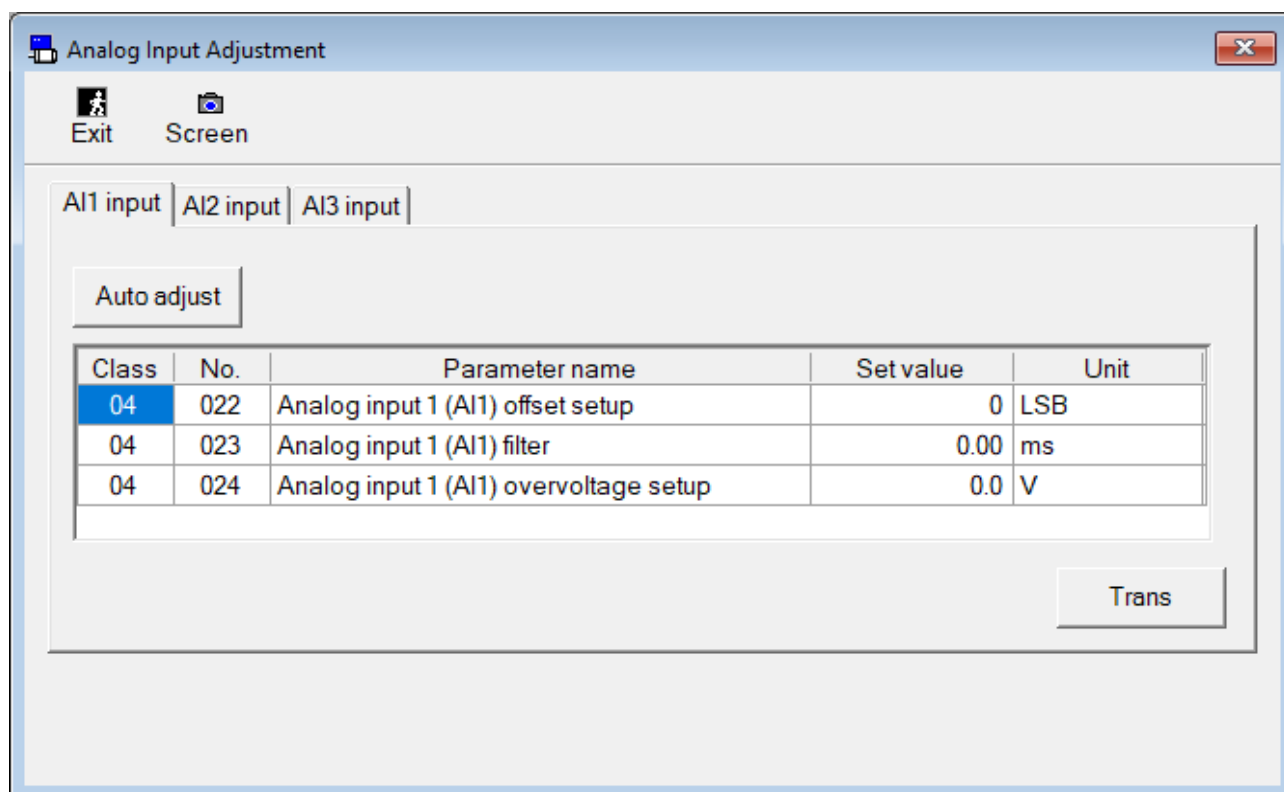 Analog Input Adjustment
Exit Screen
AI1 input AI2 input AI3 input
Auto adjust
Class No. Parameter name Set value Unit
04 022 Analog input 1 (AI1) offset setup 0 LSB
04 023 Analog input 1 (AI1) filter 0.00 ms
04 024 Analog input 1 (AI1) overvoltage setup 0.0 V
Trans